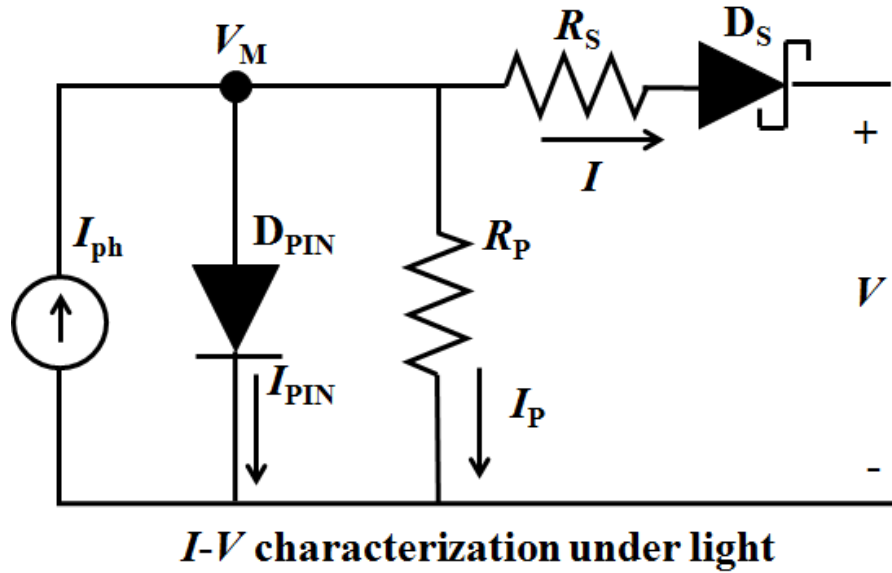 V_M
R_S
D_S
I
+
I_ph
D_PIN
R_P
V
I_PIN
I_P
-
I-V characterization under light